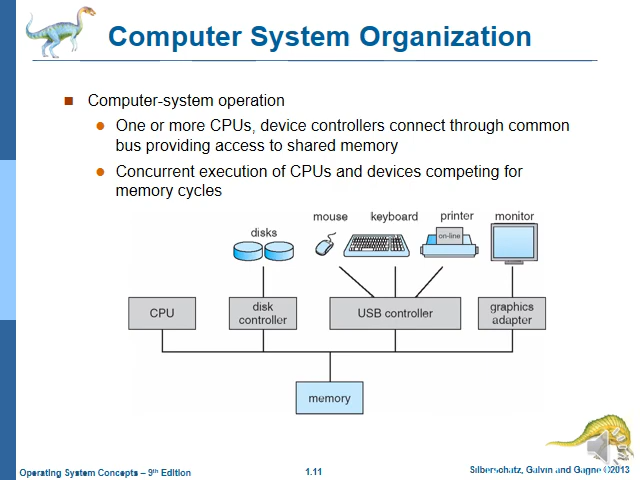 Computer System Organization
Computer-system operation
One or more CPUs, device controllers connect through common
bus providing access to shared memory
Concurrent execution of CPUs and devices competing for
memory cycles
mouse keyboard printer monitor
disks
on-line
CPU
disk
controller
USB controller
graphics
adapter
memory
Operating System Concepts – 9th Edition
1.11
Silberschatz, Galvin and Gagne ©2013